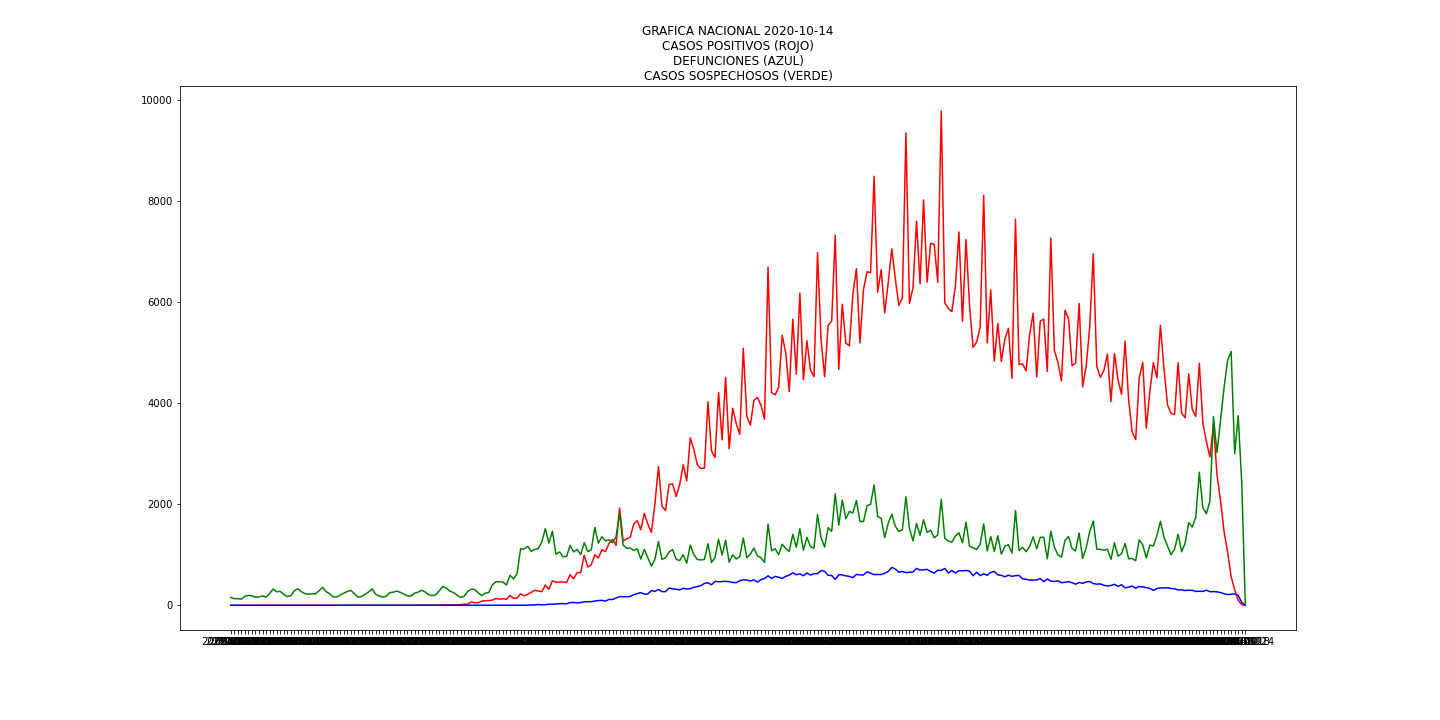 GRAFICA NACIONAL 2020-10-14
CASOS POSITIVOS (ROJO)
DEFUNCIONES (AZUL)
CASOS SOSPECHOSOS (VERDE)
10000
8000
6000
4000
2000
0